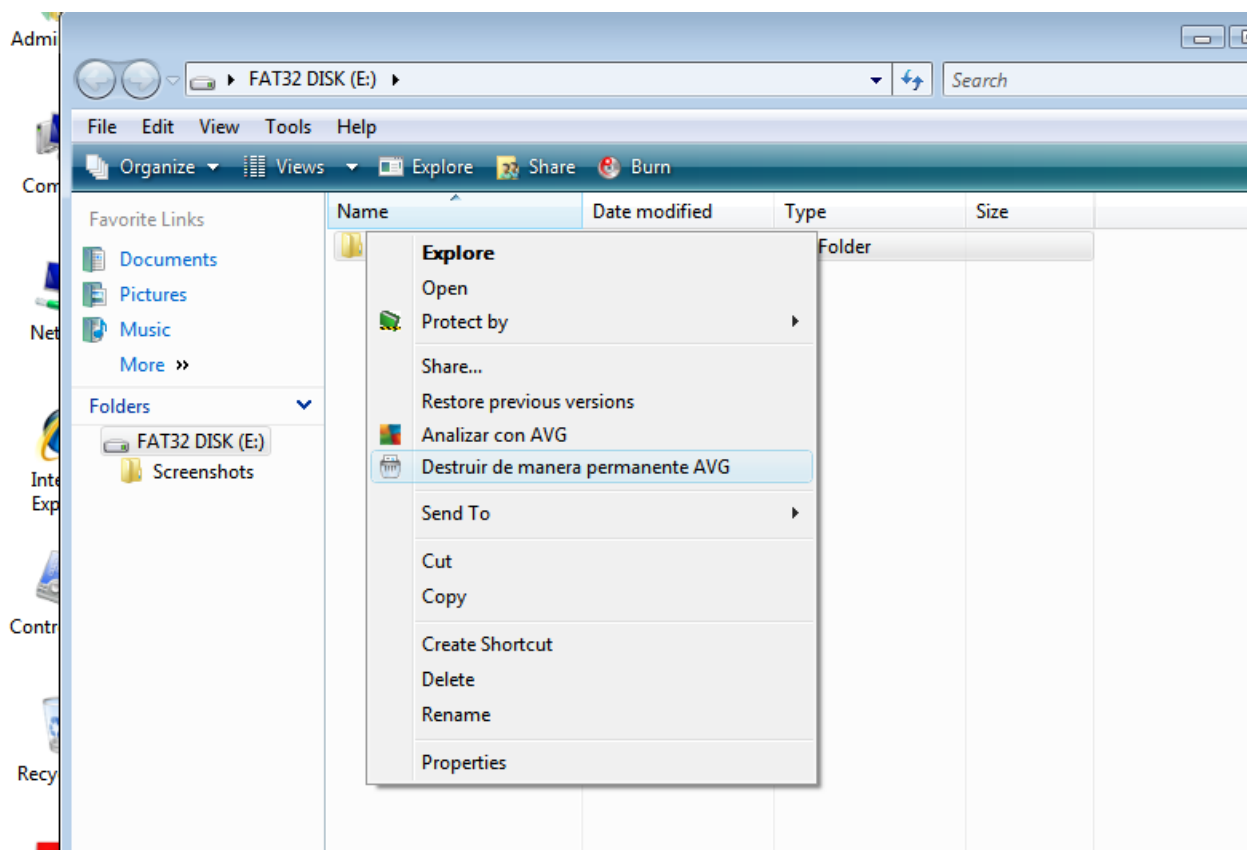 Admi
FAT32 DISK (E:)
Search
File Edit View Tools Help
Organize Views Explore Share Burn
Com
Favorite Links
Name Date modified Type Size
Documents
Folder
Pictures
Music
Net
More »
Folders
FAT32 DISK (E:)
Screenshots
Inte
Exp
Contr
Recy
Explore
Open
Protect by
Share...
Restore previous versions
Analizar con AVG
Destruir de manera permanente AVG
Send To
Cut
Copy
Create Shortcut
Delete
Rename
Properties